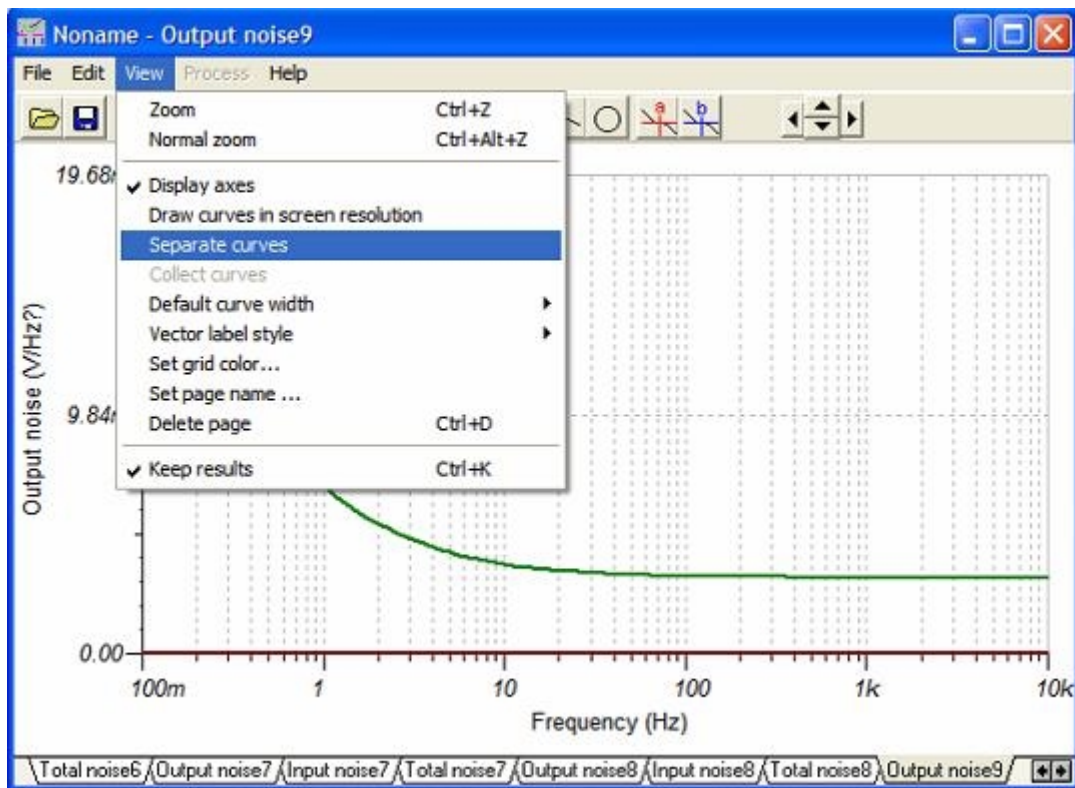 Noname - Output noise9
File Edit View Process Help
Zoom Ctrl+Z
Normal zoom Ctrl+Alt+Z
Display axes
Draw curves in screen resolution
Separate curves
Collect curves
Default curve width
Vector label style
Set grid color...
Set page name ...
Delete page Ctrl+D
Keep results Ctrl+K
a b
19.68
Output noise (V/Hz?)
9.84
0.00
100m 1 10 100 1k 10k
Frequency (Hz)
Total noise6 Output noise7 Input noise7 Total noise7 Output noise8 Input noise8 Total noise8 Output noise9